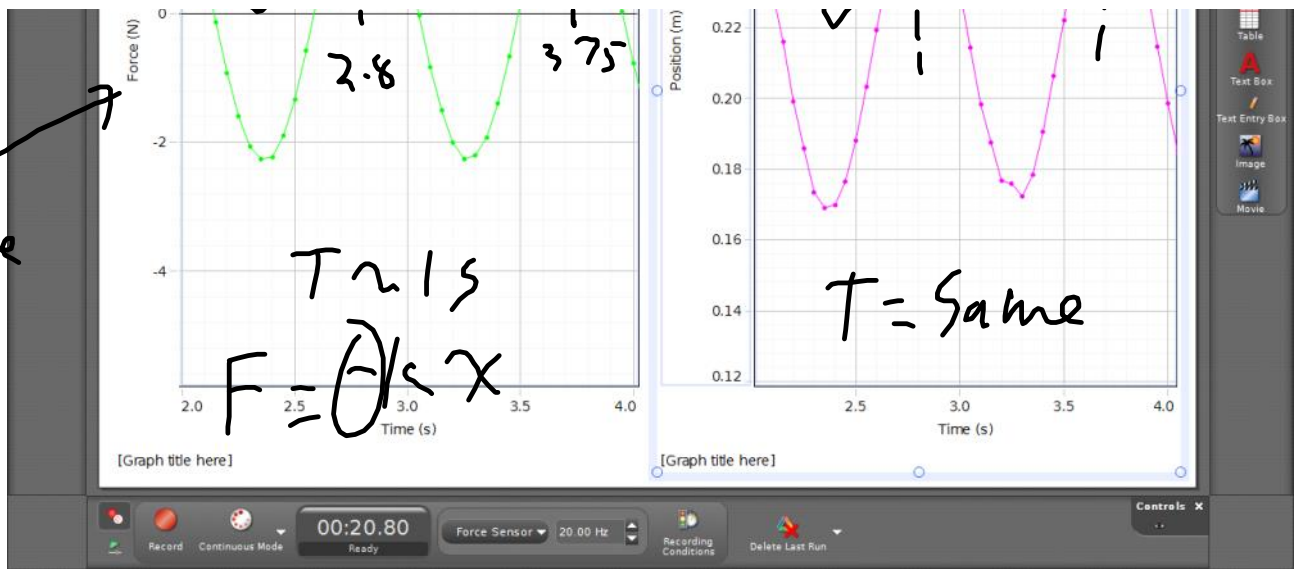 0
Force (N)
-2
-4
2.8
3.75
T ~ 1s
F = ⊖kx
2.0 2.5 3.0 3.5 4.0
Time (s)
[Graph title here]
Position (m)
0.22
0.20
0.18
0.16
0.14
0.12
T = Same
2.5 3.0 3.5 4.0
Time (s)
[Graph title here]
Table
Text Box
Text Entry Box
Image
Movie
Record
Continuous Mode
00:20.80
Ready
Force Sensor
20.00 Hz
Recording
Conditions
Delete Last Run
Controls X